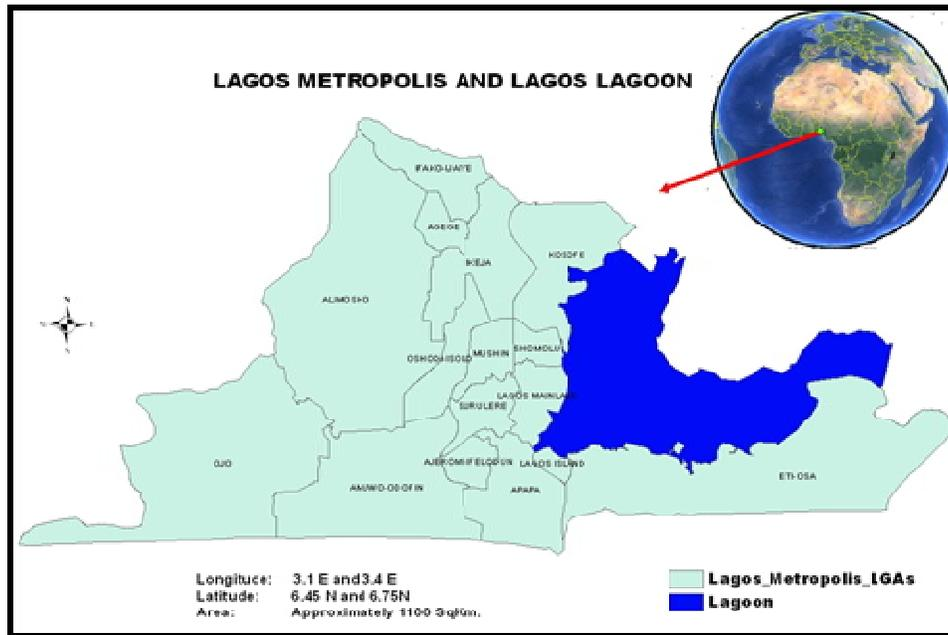 LAGOS METROPOLIS AND LAGOS LAGOON
IFAKO-IJAIYE
AGEGE
IKEJA
KOSOFE
ALIMOSHO
N
OSHODI-ISOLO
MUSHIN
SHOMOLU
LAGOS MAINLAND
SURULERE
OJO
AJEROMI-IFELODUN
LAGOS ISLAND
AMUWO-ODOFIN
APAPA
ETI-OSA
Longitude: 3.1 E and 3.4 E
Latitude: 6.45 N and 6.75N
Area: Approximately 1100 Sq/Km.
Lagos_Metropolis_LGAs
Lagoon